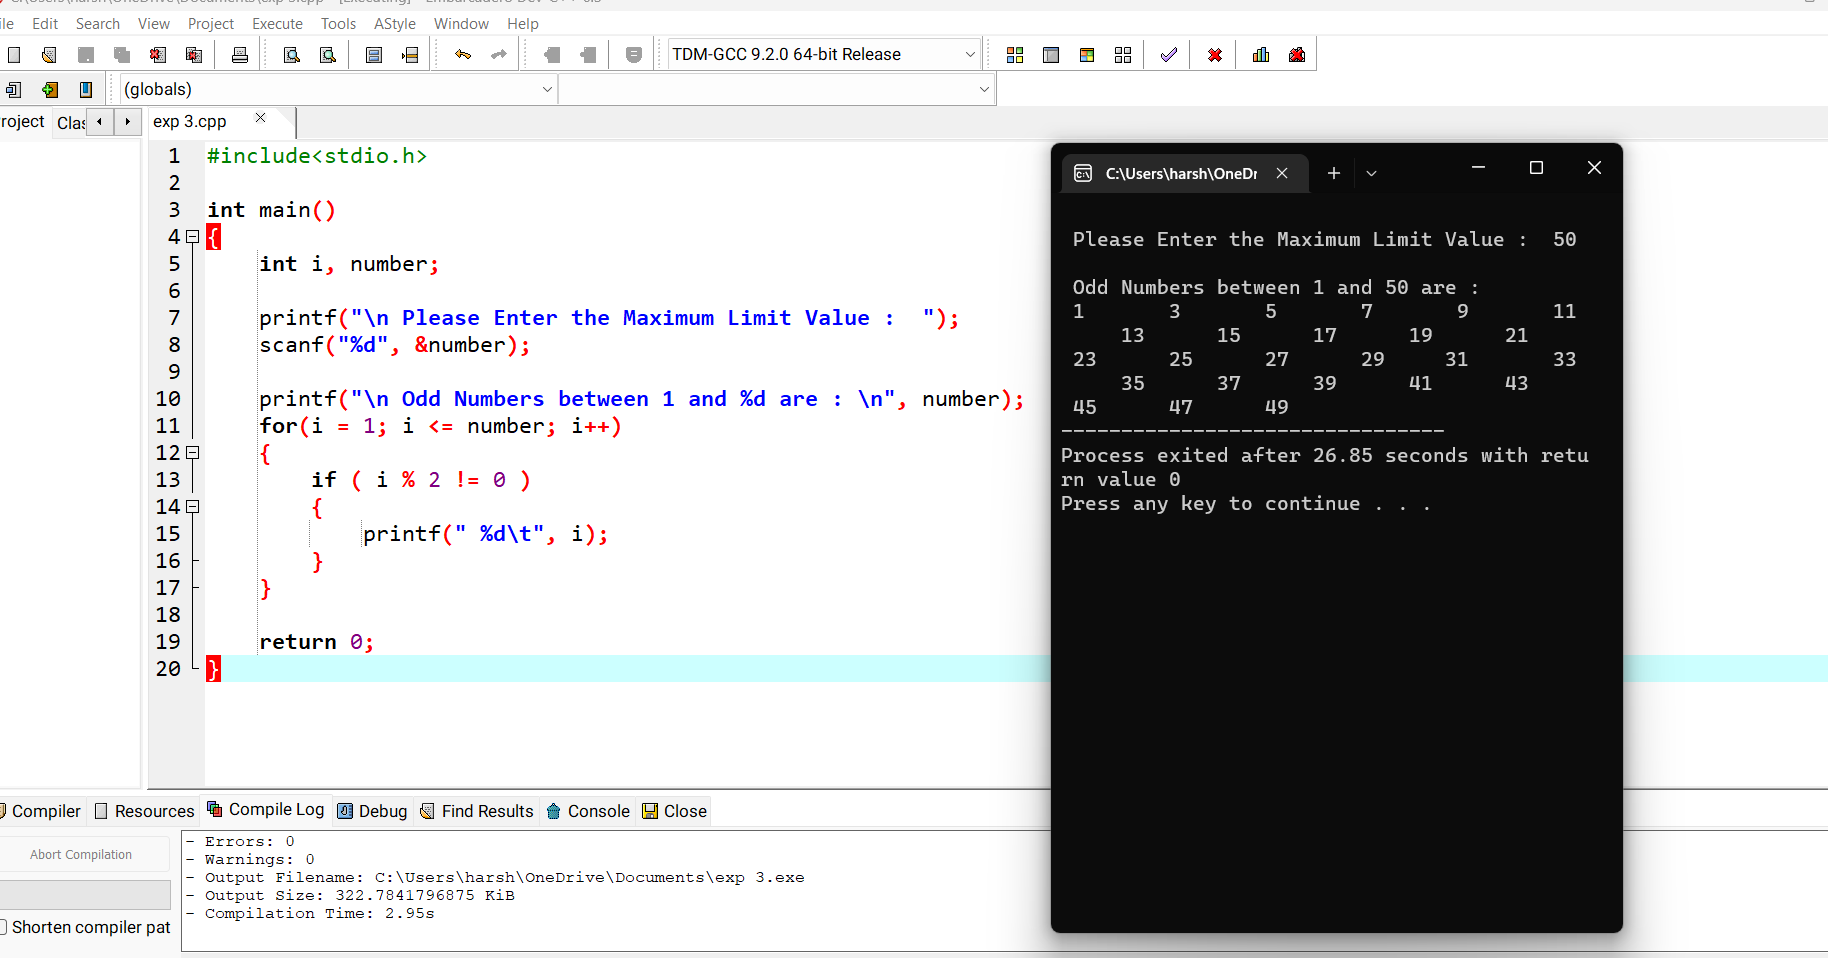 ile Edit Search View Project Execute Tools AStyle Window Help
TDM-GCC 9.2.0 64-bit Release
(globals)
roject Clas exp 3.cpp
1 #include<stdio.h>
2
3 int main()
4 {
5 int i, number;
6
7 printf("\n Please Enter the Maximum Limit Value :  ");
8 scanf("%d", &number);
9
10 printf("\n Odd Numbers between 1 and %d are : \n", number);
11 for(i = 1; i <= number; i++)
12 {
13 if ( i % 2 != 0 )
14 {
15 printf(" %d\t", i);
16 }
17 }
18
19 return 0;
20 }
C:\Users\harsh\OneDr
Please Enter the Maximum Limit Value :  50
Odd Numbers between 1 and 50 are :
1 3 5 7 9 11
13 15 17 19 21
23 25 27 29 31 33
35 37 39 41 43
45 47 49
--------------------------------
Process exited after 26.85 seconds with retu
rn value 0
Press any key to continue . . .
Compiler Resources Compile Log Debug Find Results Console Close
Abort Compilation
Shorten compiler pat
- Errors: 0
- Warnings: 0
- Output Filename: C:\Users\harsh\OneDrive\Documents\exp 3.exe
- Output Size: 322.7841796875 KiB
- Compilation Time: 2.95s